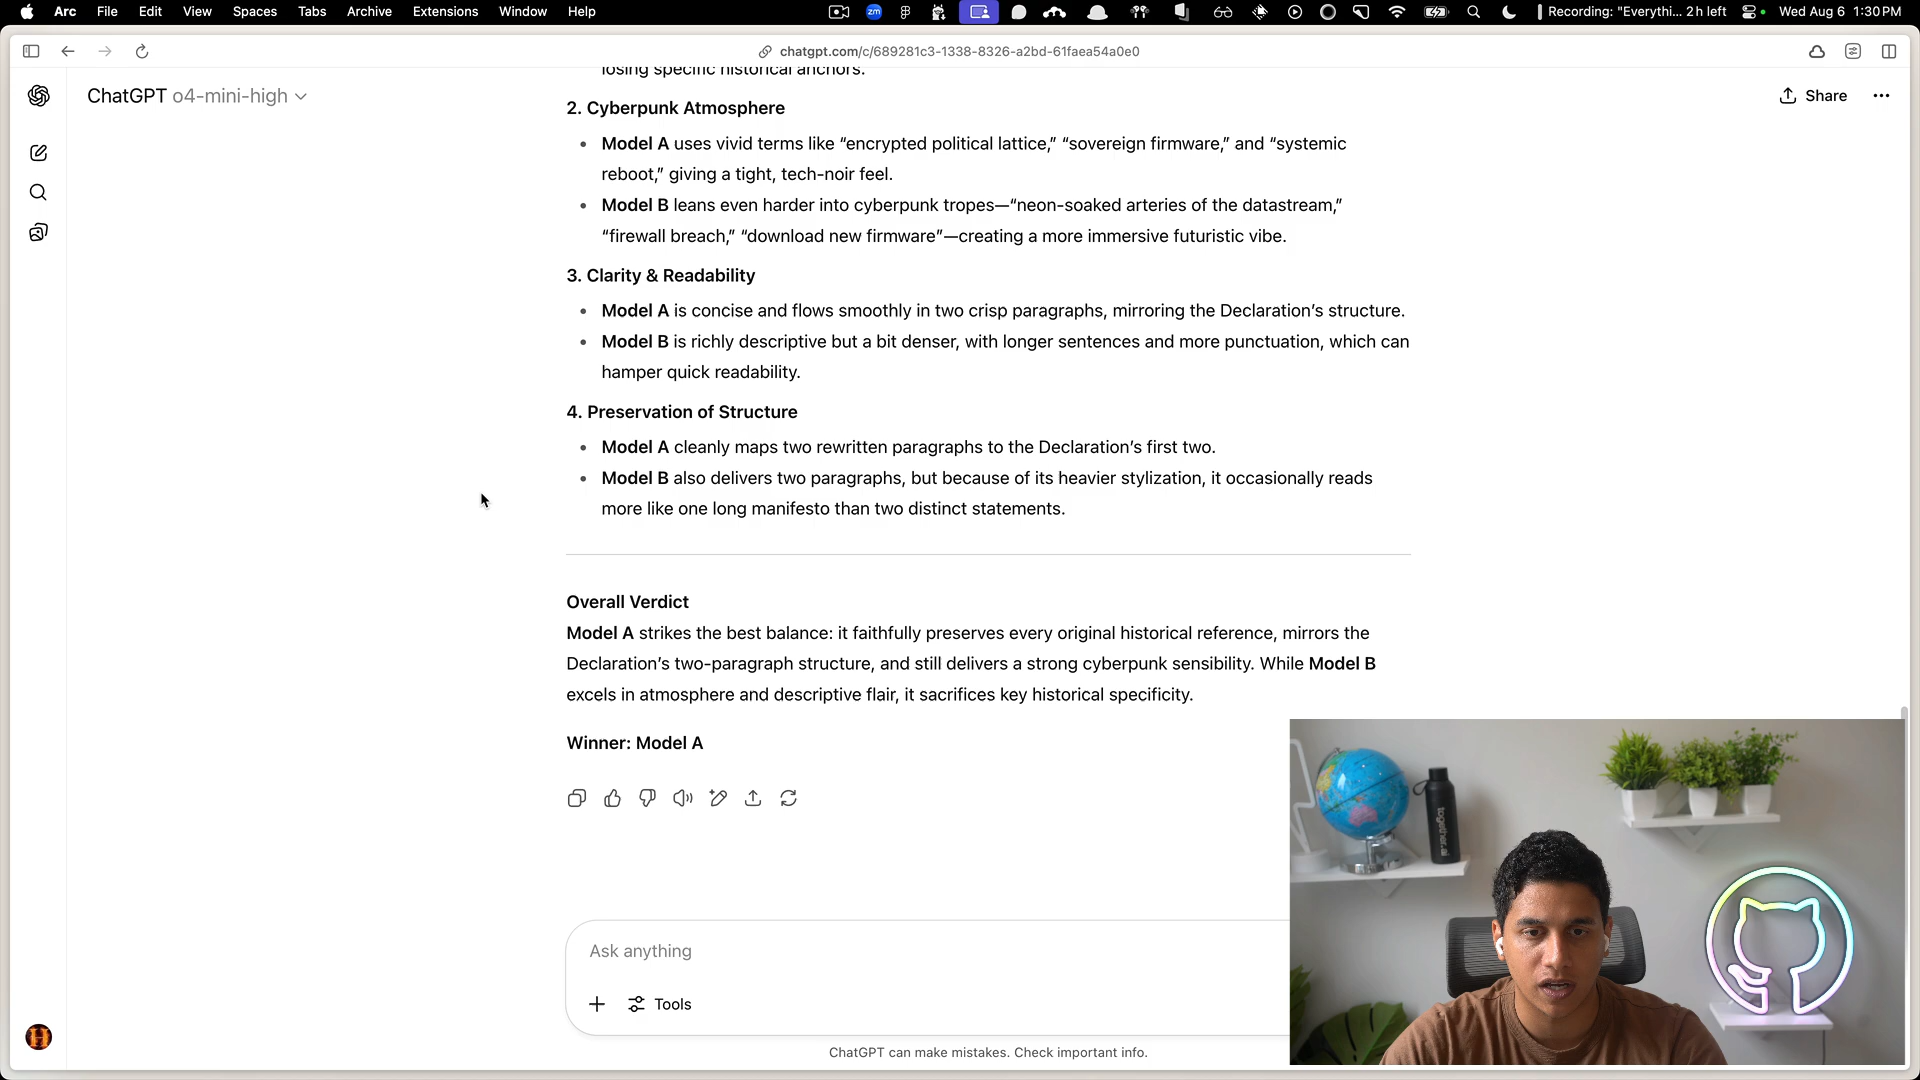 Arc File Edit View Spaces Tabs Archive Extensions Window Help zm Recording: "Everythi... 2 h left Wed Aug 6 1:30 PM
chatgpt.com/c/689281c3-1338-8326-a2bd-61faea54a0e0
losing specific historical anchors.
ChatGPT o4-mini-high Share
2. Cyberpunk Atmosphere
• Model A uses vivid terms like “encrypted political lattice,” “sovereign firmware,” and “systemic
reboot,” giving a tight, tech-noir feel.
• Model B leans even harder into cyberpunk tropes—“neon-soaked arteries of the datastream,”
“firewall breach,” “download new firmware”—creating a more immersive futuristic vibe.
3. Clarity & Readability
• Model A is concise and flows smoothly in two crisp paragraphs, mirroring the Declaration’s structure.
• Model B is richly descriptive but a bit denser, with longer sentences and more punctuation, which can
hamper quick readability.
4. Preservation of Structure
• Model A cleanly maps two rewritten paragraphs to the Declaration’s first two.
• Model B also delivers two paragraphs, but because of its heavier stylization, it occasionally reads
more like one long manifesto than two distinct statements.
Overall Verdict
Model A strikes the best balance: it faithfully preserves every original historical reference, mirrors the
Declaration’s two-paragraph structure, and still delivers a strong cyberpunk sensibility. While Model B
excels in atmosphere and descriptive flair, it sacrifices key historical specificity.
Winner: Model A
together.ai
Ask anything
Tools
H
ChatGPT can make mistakes. Check important info.